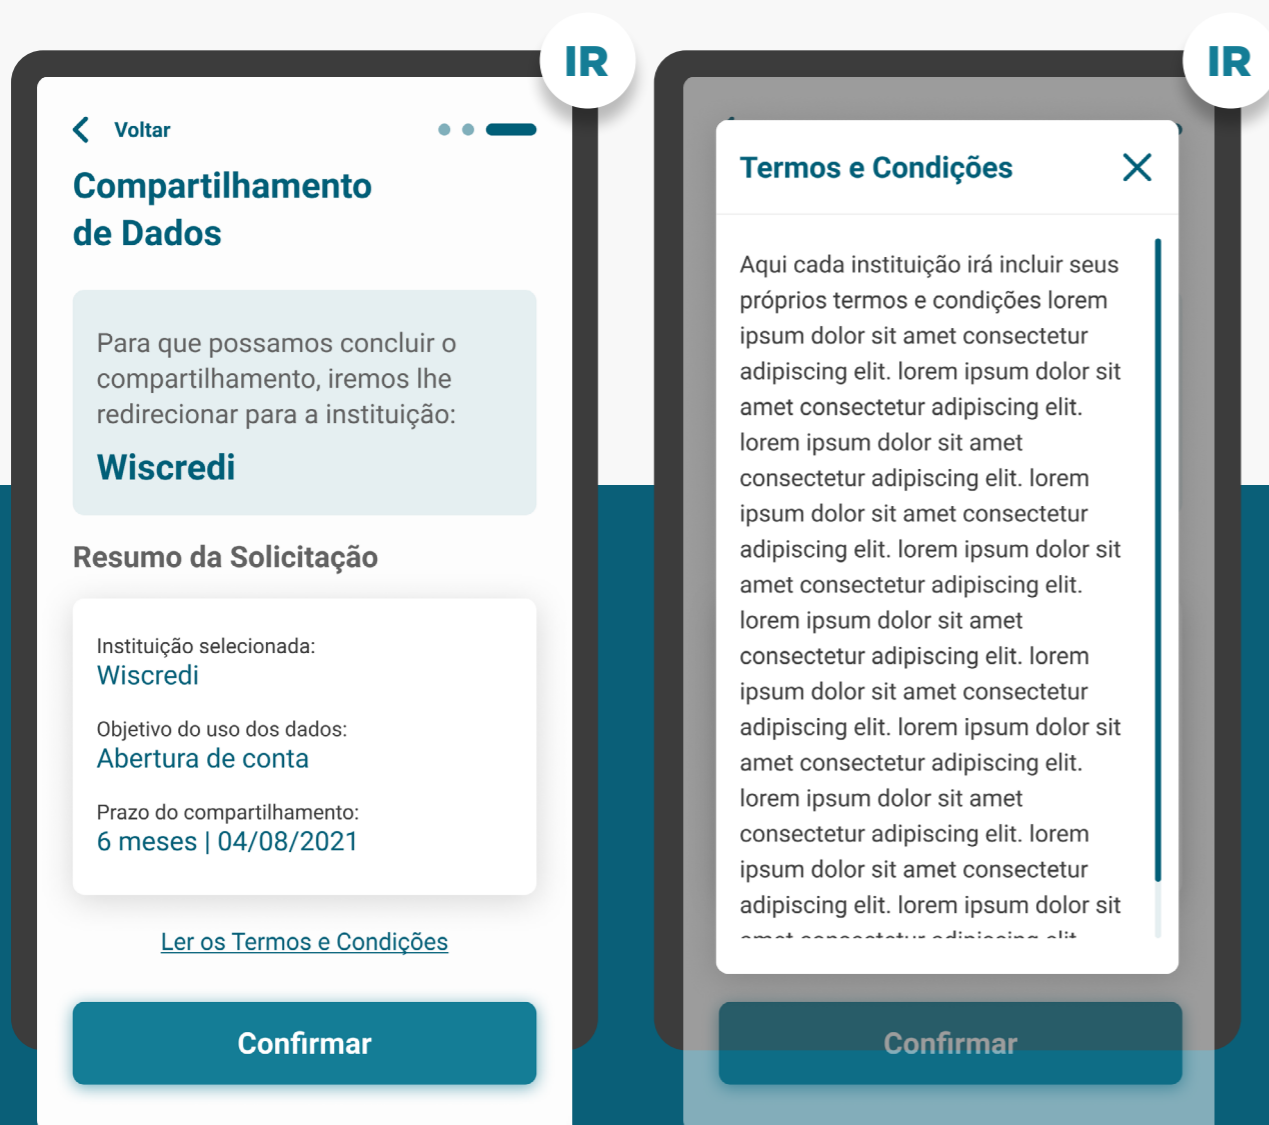 IR
Voltar
Compartilhamento
de Dados
Para que possamos concluir o
compartilhamento, iremos lhe
redirecionar para a instituição:
Wiscredi
Resumo da Solicitação
Instituição selecionada:
Wiscredi
Objetivo do uso dos dados:
Abertura de conta
Prazo do compartilhamento:
6 meses | 04/08/2021
Ler os Termos e Condições
Confirmar
IR
Termos e Condições
Aqui cada instituição irá incluir seus
próprios termos e condições lorem
ipsum dolor sit amet consectetur
adipiscing elit. lorem ipsum dolor sit
amet consectetur adipiscing elit.
lorem ipsum dolor sit amet
consectetur adipiscing elit. lorem
ipsum dolor sit amet consectetur
adipiscing elit. lorem ipsum dolor sit
amet consectetur adipiscing elit.
lorem ipsum dolor sit amet
consectetur adipiscing elit. lorem
ipsum dolor sit amet consectetur
adipiscing elit. lorem ipsum dolor sit
amet consectetur adipiscing elit.
lorem ipsum dolor sit amet
consectetur adipiscing elit. lorem
ipsum dolor sit amet consectetur
adipiscing elit. lorem ipsum dolor sit
amet consectetur adipiscing elit.
Confirmar